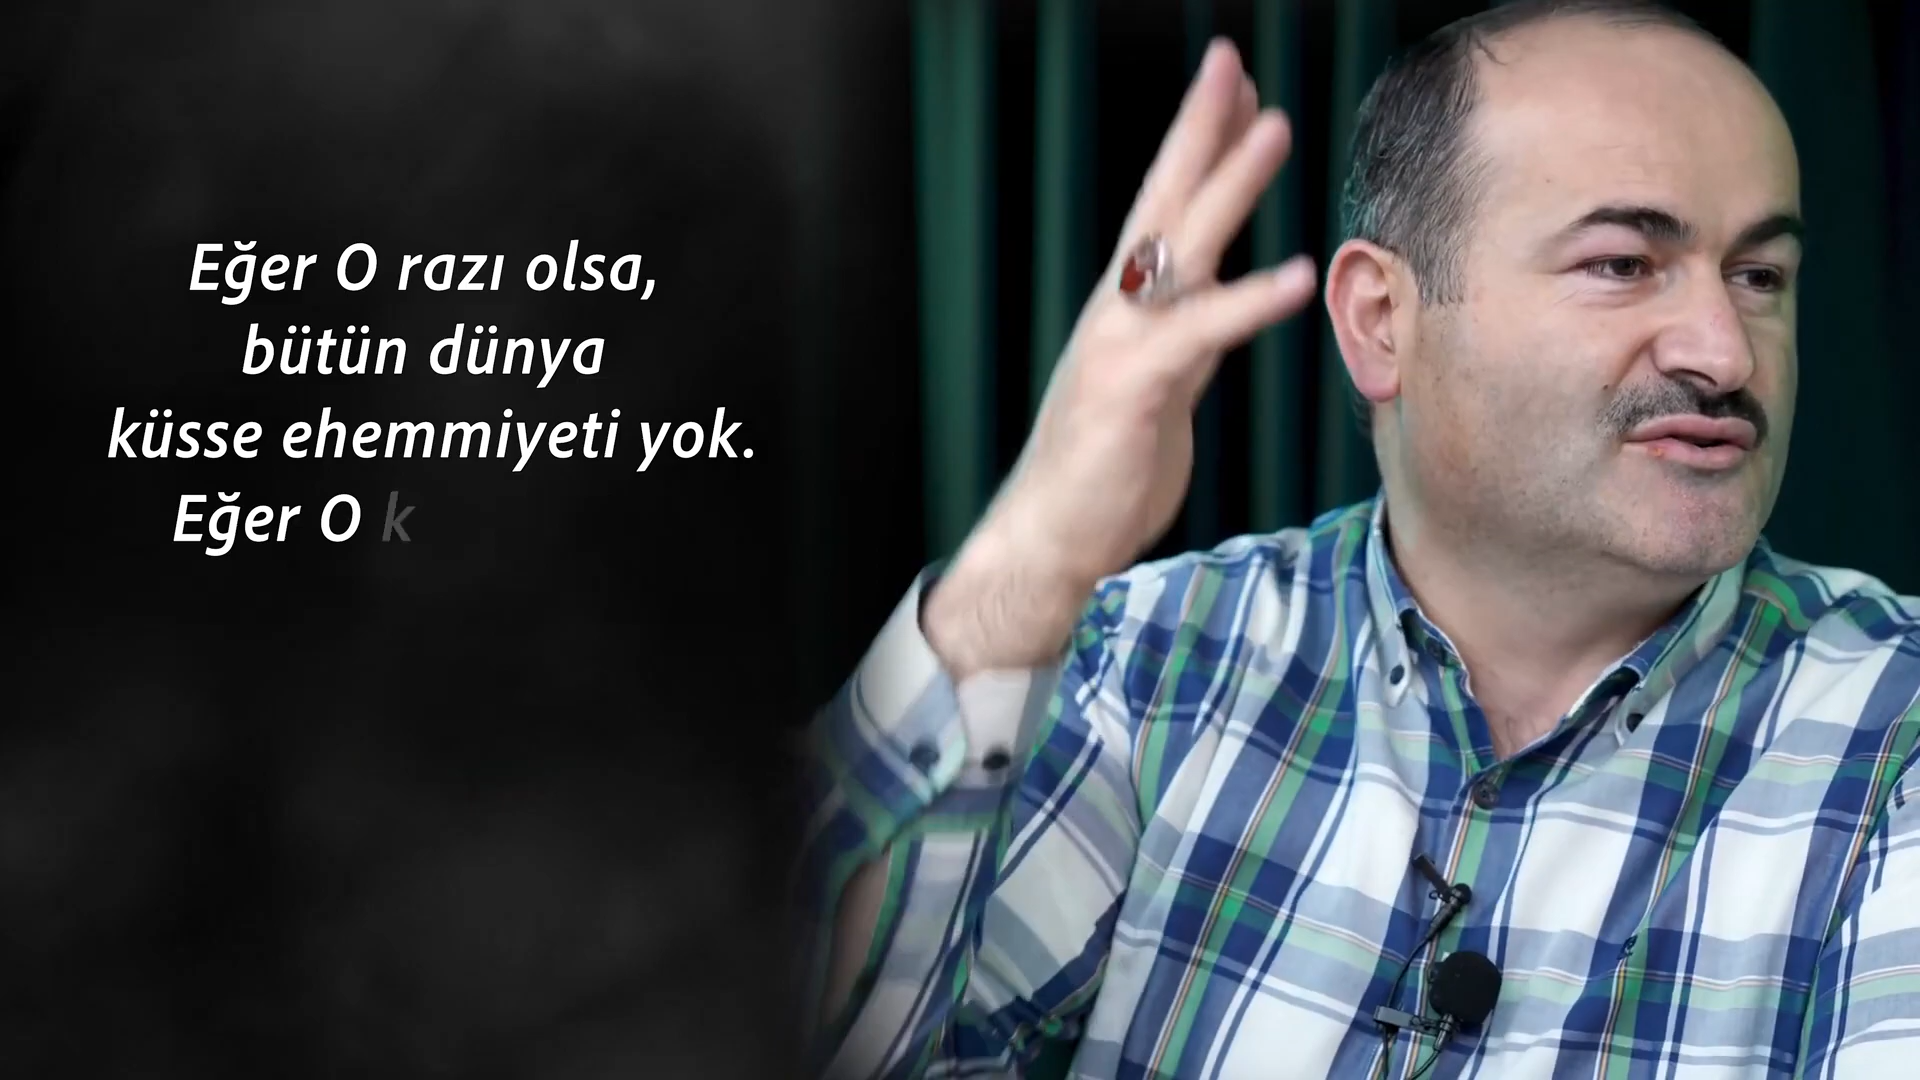 Eğer O razı olsa,
bütün dünya
küsse ehemmiyeti yok.
Eğer O k